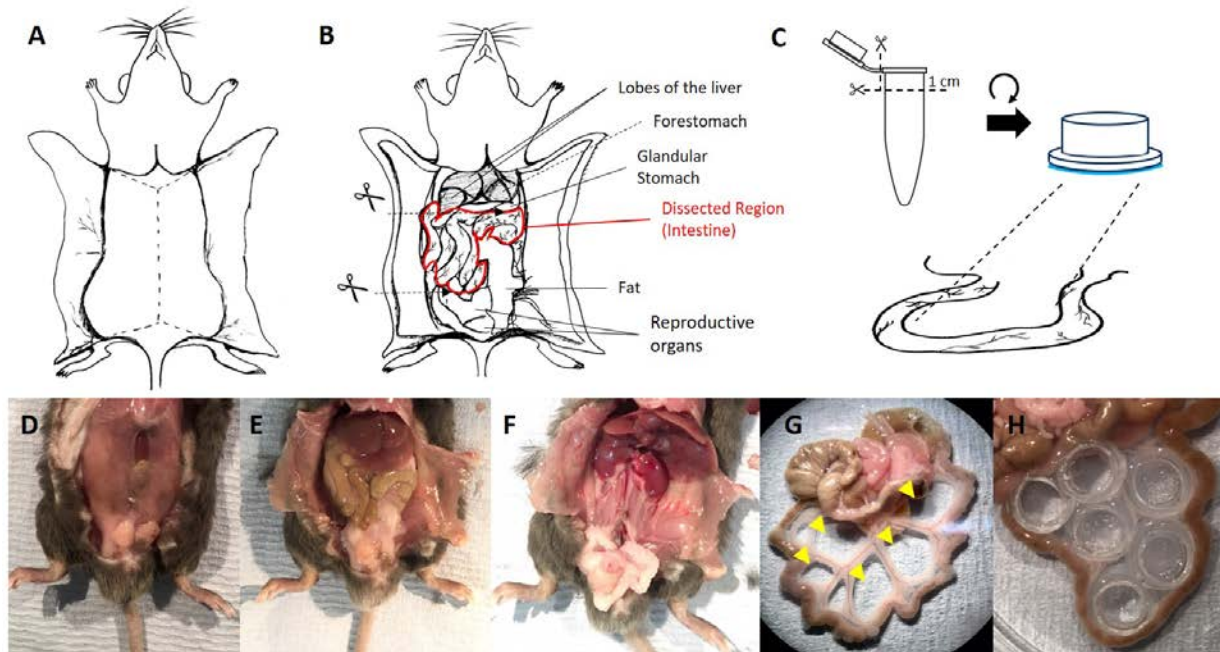 A
B
C
1 cm
Lobes of the liver
Forestomach
Glandular
Stomach
Dissected Region
(Intestine)
Fat
Reproductive
organs
D
E
F
G
H